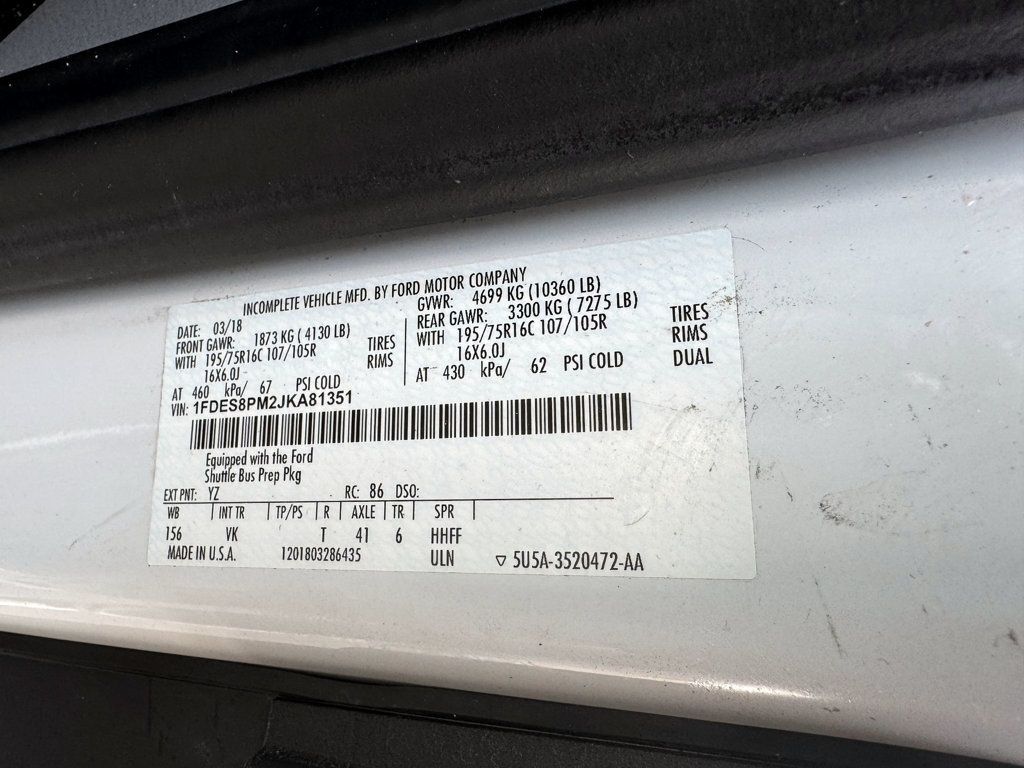 INCOMPLETE VEHICLE MFD. BY FORD MOTOR COMPANY
DATE: 03/18
FRONT GAWR: 1873 KG ( 4130 LB)
WITH 195/75R16C 107/105R TIRES
16X6.0J RIMS
AT 460 kPa/ 67 PSI COLD
GVWR: 4699 KG (10360 LB)
REAR GAWR: 3300 KG ( 7275 LB)
WITH 195/75R16C 107/105R TIRES
16X6.0J RIMS
AT 430 kPa/ 62 PSI COLD DUAL
VIN: 1FDES8PM2JKA81351
Equipped with the Ford
Shuttle Bus Prep Pkg
EXT PNT: YZ RC: 86 DSO:
WB INT TR TP/PS R AXLE TR SPR
156 VK T 41 6 HHFF
MADE IN U.S.A. 1201803286435 ULN ▽ 5U5A-3520472-AA